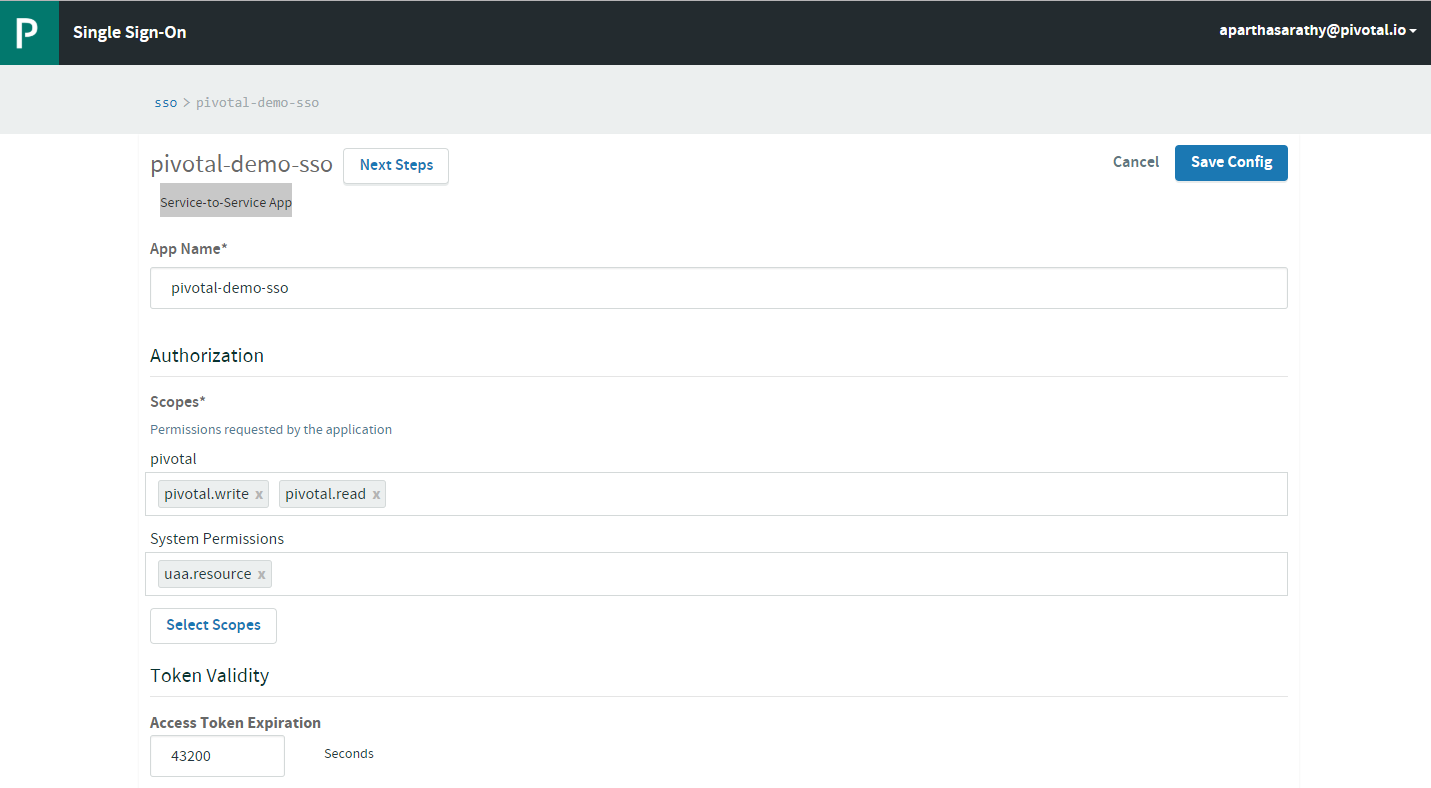 P Single Sign-On aparthasarathy@pivotal.io
sso > pivotal-demo-sso
pivotal-demo-sso Next Steps Cancel Save Config
Service-to-Service App
App Name*
pivotal-demo-sso
Authorization
Scopes*
Permissions requested by the application
pivotal
pivotal.write x pivotal.read x
System Permissions
uaa.resource x
Select Scopes
Token Validity
Access Token Expiration
43200 Seconds